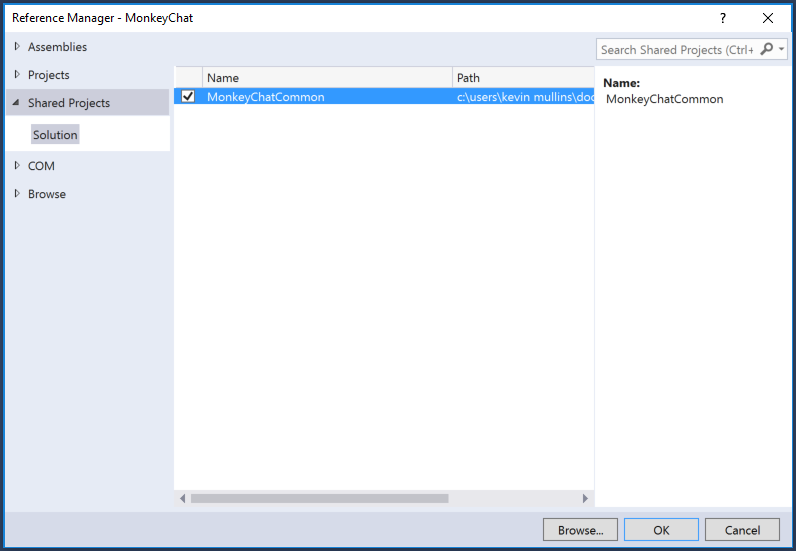 Reference Manager - MonkeyChat
?
Assemblies
Projects
Shared Projects
Solution
COM
Browse
Search Shared Projects (Ctrl+
Name Path
MonkeyChatCommon c:\users\kevin mullins\doc
Name:
MonkeyChatCommon
Browse... OK Cancel